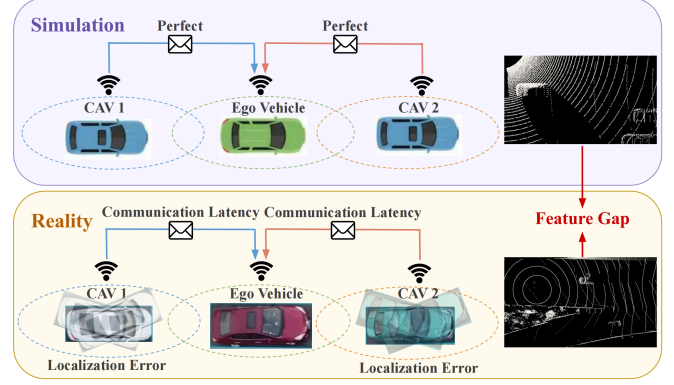 Simulation
Perfect
Perfect
CAV 1
Ego Vehicle
CAV 2
Feature Gap
Reality
Communication Latency
Communication Latency
CAV 1
Ego Vehicle
CAV 2
Localization Error
Localization Error